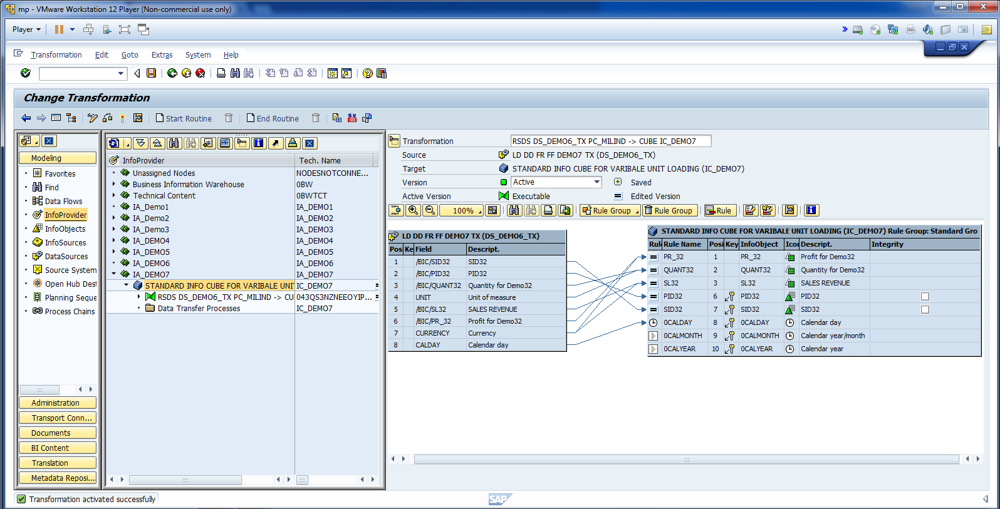 mp - VMware Workstation 12 Player (Non-commercial use only)
Player
Transformation Edit Goto Extras System Help
Change Transformation
Start Routine End Routine
Modeling
Favorites
Find
Data Flows
InfoProvider
InfoObjects
InfoSources
DataSources
Source System
Open Hub Dest
Planning Seque
Process Chains
Administration
Transport Conn...
Documents
BI Content
Translation
Metadata Reposi...
InfoProvider Tech. Name
Unassigned Nodes NODESNOTCONNE...
Business Information Warehouse 0BW
Technical Content 0BWTCT
IA_Demo1 IA_DEMO1
IA_Demo2 IA_DEMO2
IA_Demo3 IA_DEMO3
IA_DEMO4 IA_DEMO4
IA_DEMO5 IA_DEMO5
IA_DEMO6 IA_DEMO6
IA_DEMO7 IA_DEMO7
STANDARD INFO CUBE FOR VARIBALE UNIT IC_DEMO7
RSDS DS_DEMO6_TX PC_MILIND -> CU 043QS3NZNEEOYIP...
Data Transfer Processes IC_DEMO7
Transformation RSDS DS_DEMO6_TX PC_MILIND -> CUBE IC_DEMO7
Source LD DD FR FF DEMO7 TX (DS_DEMO6_TX)
Target STANDARD INFO CUBE FOR VARIBALE UNIT LOADING (IC_DEMO7)
Version Active Saved
Active Version Executable Edited Version
100% Rule Group Rule Group Rule
LD DD FR FF DEMO7 TX (DS_DEMO6_TX)
Pos Ke Field Descript.
1 /BIC/SID32 SID32
2 /BIC/PID32 PID32
3 /BIC/QUANT32 Quantity for Demo32
4 UNIT Unit of measure
5 /BIC/SL32 SALES REVENUE
6 /BIC/PR_32 Profit for Demo32
7 CURRENCY Currency
8 CALDAY Calendar day
STANDARD INFO CUBE FOR VARIBALE UNIT LOADING (IC_DEMO7) Rule Group: Standard Gro
Rul Rule Name Posi Key InfoObject Icon Descript. Integrity
PR_32 1 PR_32 Profit for Demo32
QUANT32 2 QUANT32 Quantity for Demo32
SL32 3 SL32 SALES REVENUE
PID32 6 PID32 PID32
SID32 7 SID32 SID32
0CALDAY 8 0CALDAY Calendar day
0CALMONTH 9 0CALMONTH Calendar year/month
0CALYEAR 10 0CALYEAR Calendar year
Transformation activated successfully
SAP